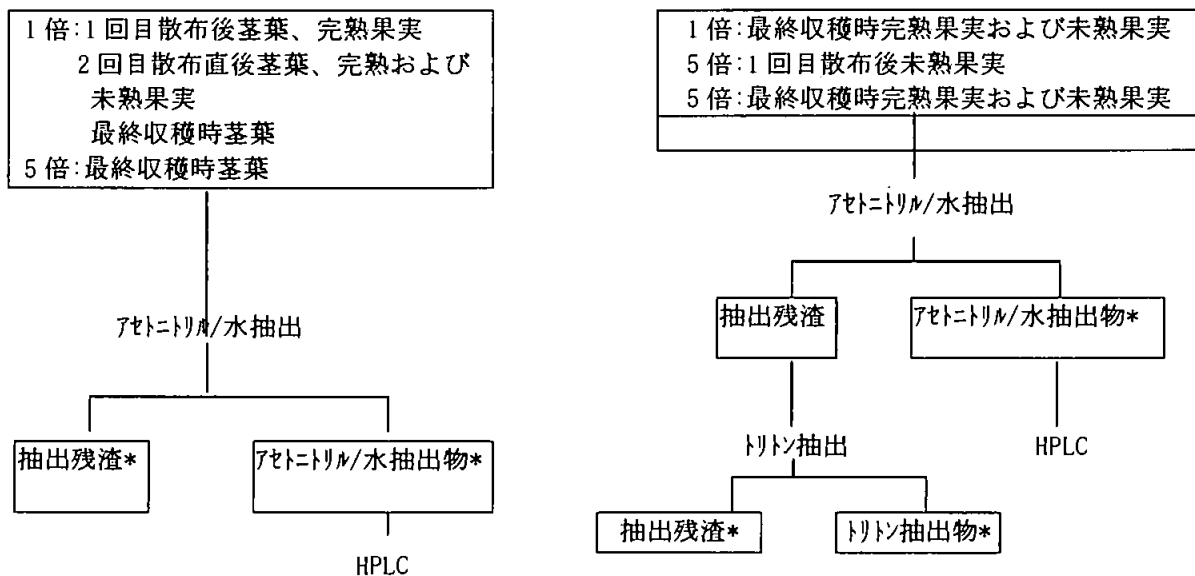 1倍:1回目散布後茎葉、完熟果実
2回目散布直後茎葉、完熟および
未熟果実
最終収穫時茎葉
5倍:最終収穫時茎葉
アセトニトリル/水抽出
抽出残渣*
アセトニトリル/水抽出物*
HPLC
1倍:最終収穫時完熟果実および未熟果実
5倍:1回目散布後未熟果実
5倍:最終収穫時完熟果実および未熟果実
アセトニトリル/水抽出
抽出残渣
アセトニトリル/水抽出物*
トリトン抽出
HPLC
抽出残渣*
トリトン抽出物*